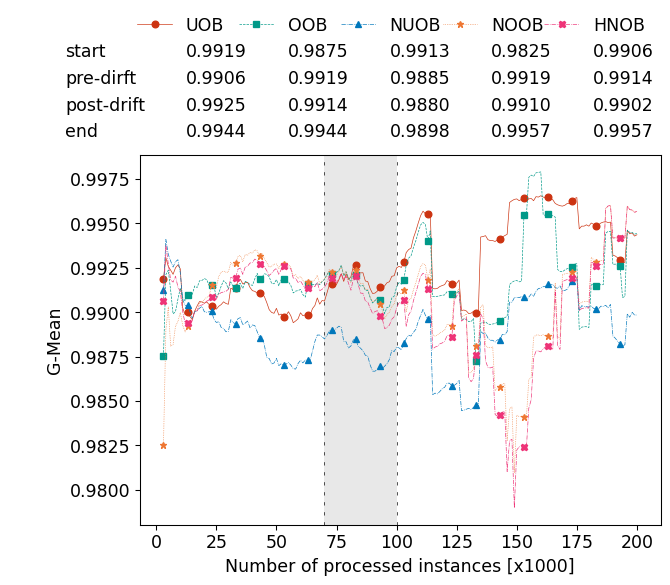 UOB OOB NUOB NOOB HNOB
start 0.9919 0.9875 0.9913 0.9825 0.9906
pre-dirft 0.9906 0.9919 0.9885 0.9919 0.9914
post-drift 0.9925 0.9914 0.9880 0.9910 0.9902
end 0.9944 0.9944 0.9898 0.9957 0.9957
0.9975
0.9950
0.9925
0.9900
0.9875
0.9850
0.9825
0.9800
G-Mean
0 25 50 75 100 125 150 175 200
Number of processed instances [x1000]